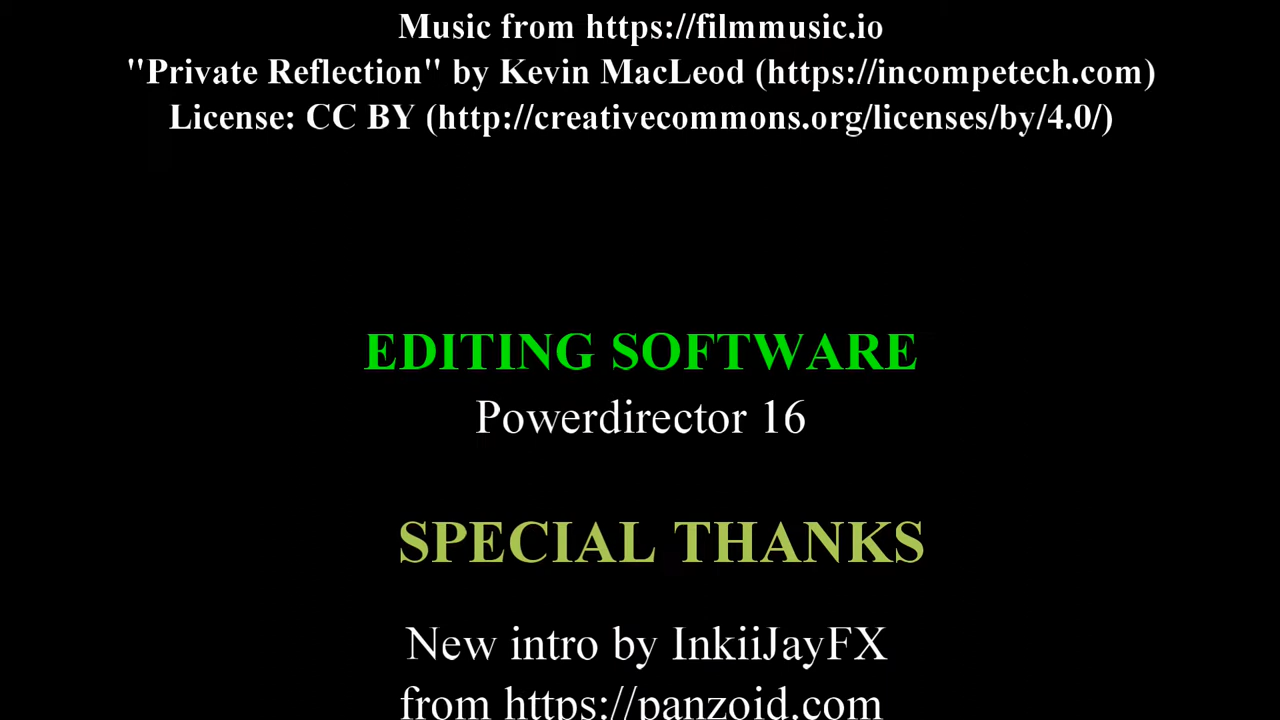 Music from https://filmmusic.io
"Private Reflection" by Kevin MacLeod (https://incompetech.com)
License: CC BY (http://creativecommons.org/licenses/by/4.0/)
EDITING SOFTWARE
Powerdirector 16
SPECIAL THANKS
New intro by InkiiJayFX
from https://panzoid.com